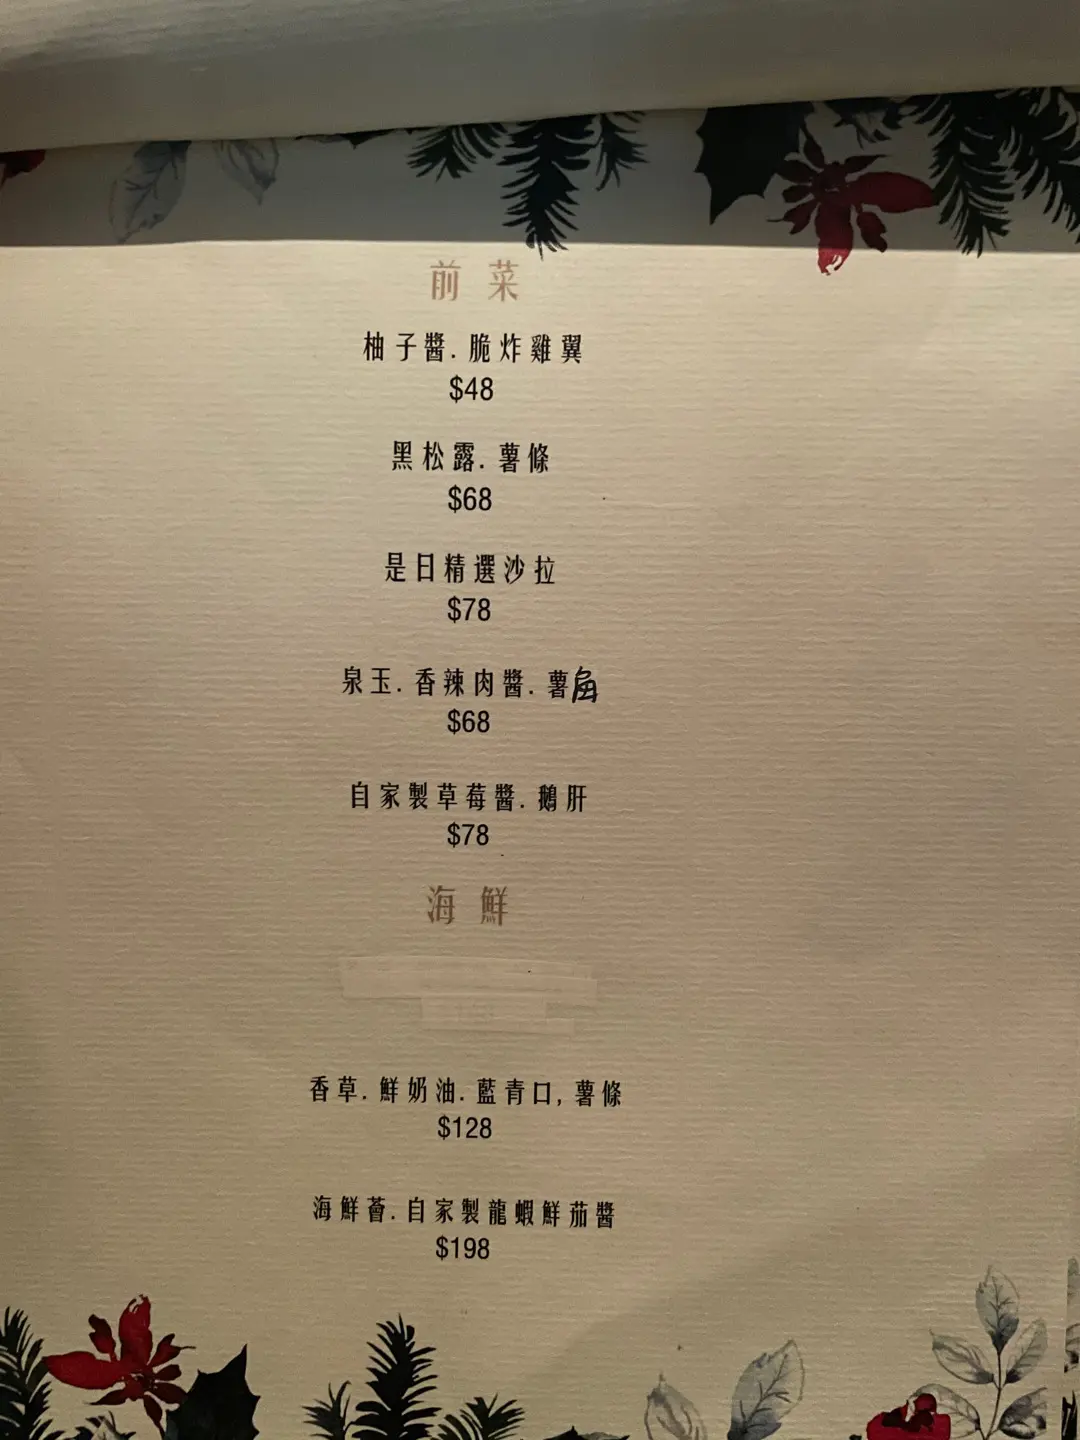 前菜
柚子醬.脆炸雞翼
$48
黑松露.薯條
$68
是日精選沙拉
$78
泉玉.香辣肉醬.薯角
$68
自家製草莓醬.鵝肝
$78
海鮮
香草.鮮奶油.藍青口,薯條
$128
海鮮薈.自家製龍蝦鮮茄醬
$198